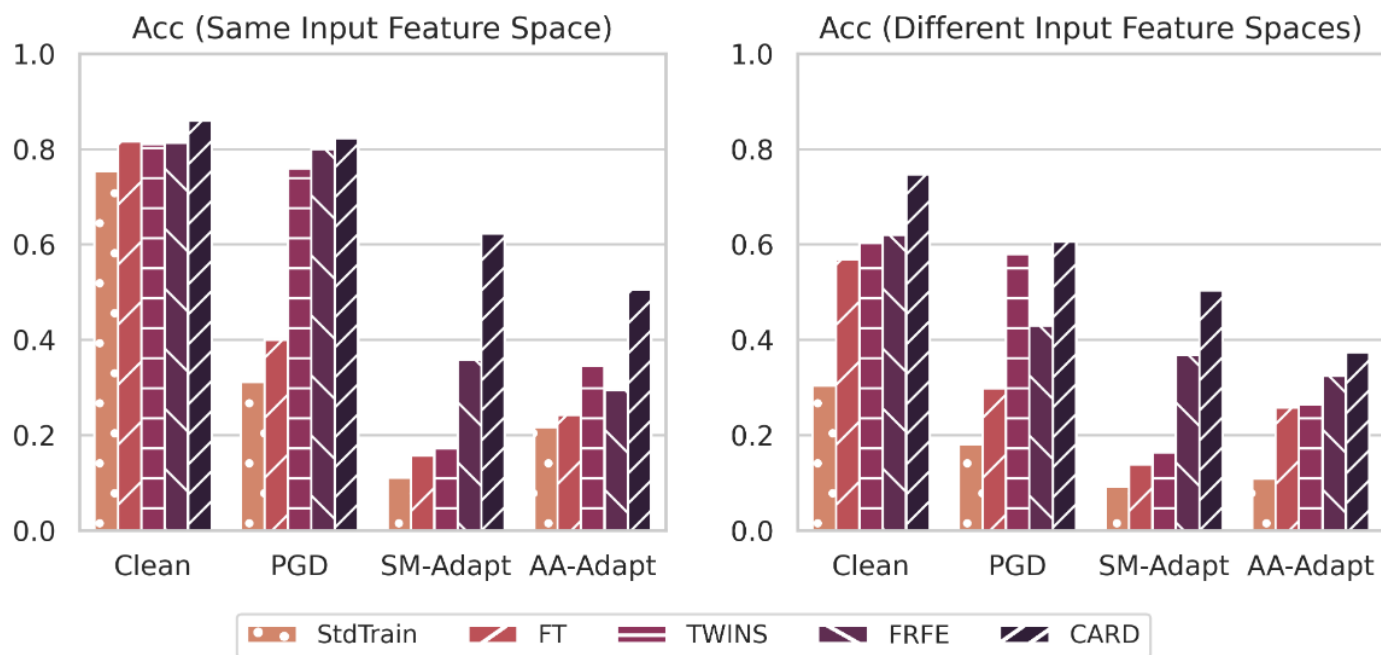 Acc (Same Input Feature Space)
1.0
0.8
0.6
0.4
0.2
0.0
Clean PGD SM-Adapt AA-Adapt
Acc (Different Input Feature Spaces)
1.0
0.8
0.6
0.4
0.2
0.0
Clean PGD SM-Adapt AA-Adapt
StdTrain FT TWINS FRFE CARD